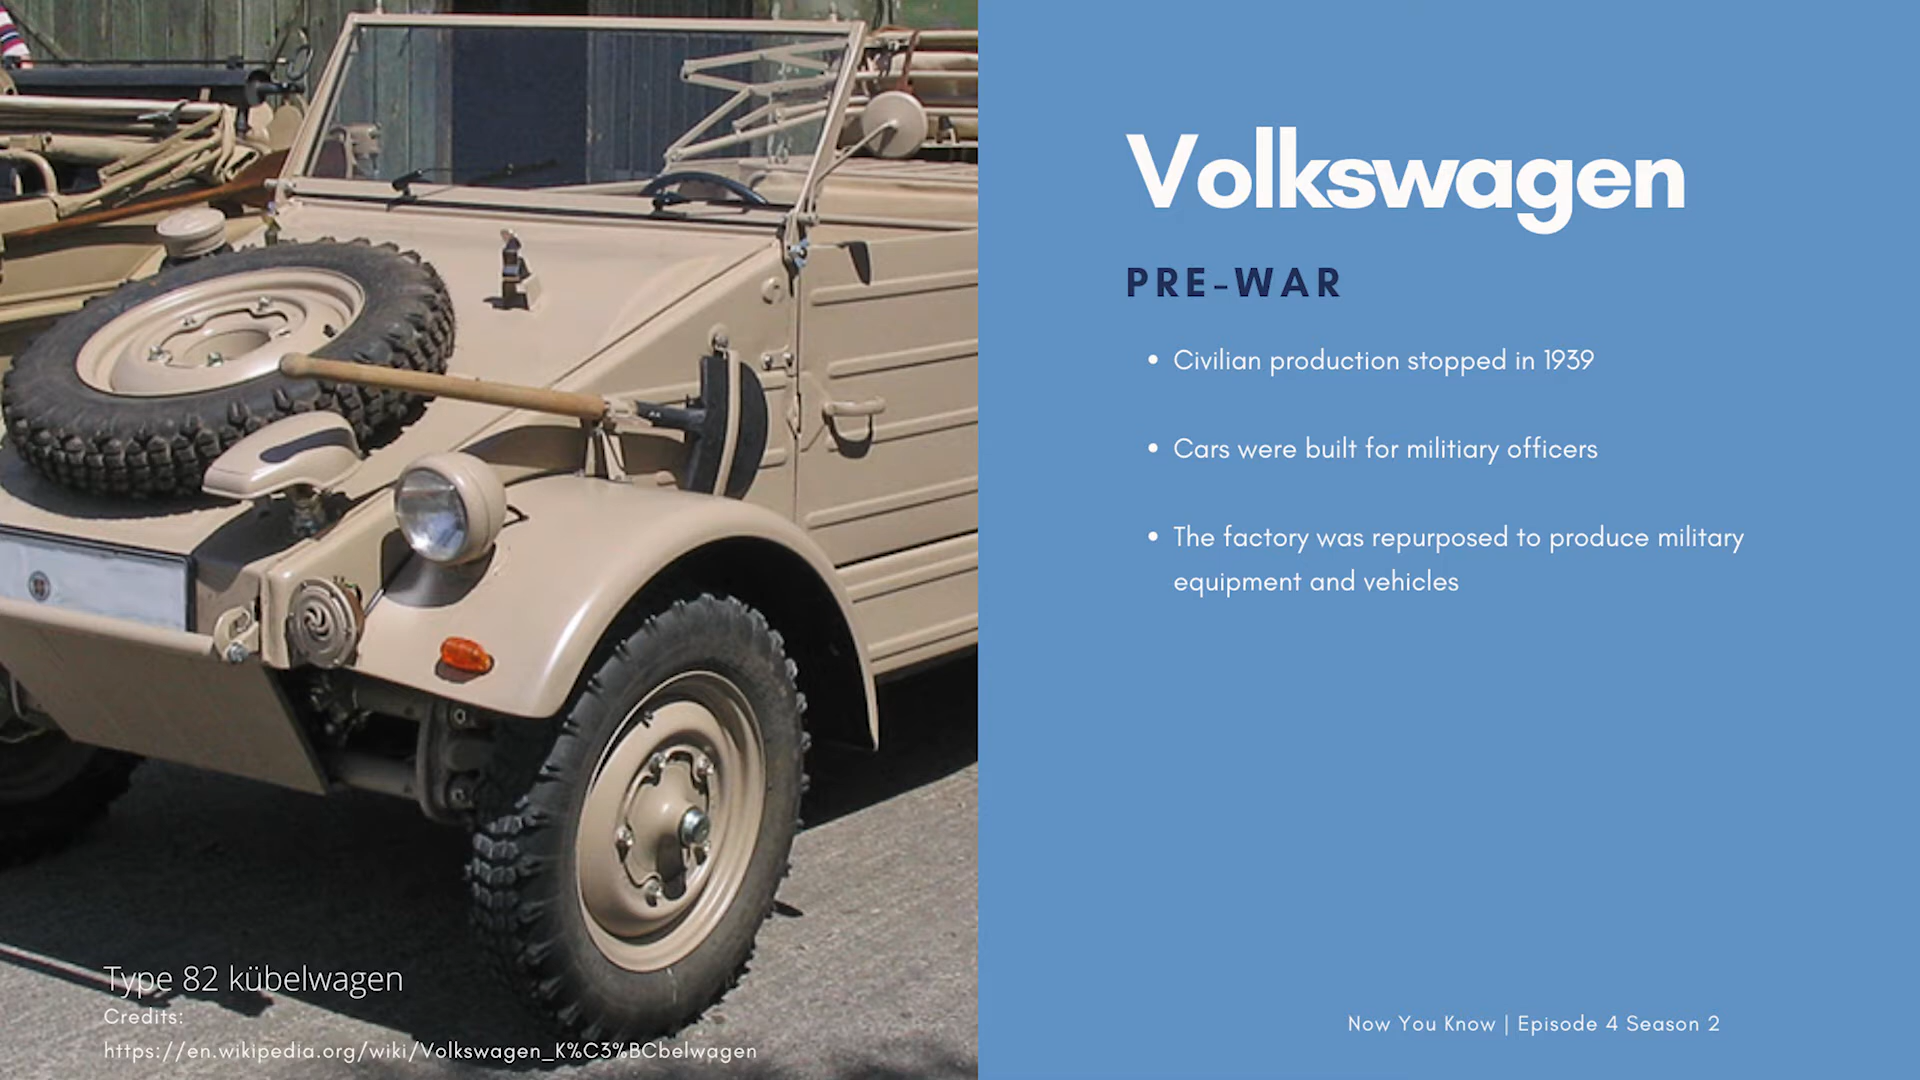 Volkswagen
PRE-WAR
• Civilian production stopped in 1939
• Cars were built for militiary officers
• The factory was repurposed to produce military
equipment and vehicles
Type 82 kübelwagen
Credits:
https://en.wikipedia.org/wiki/Volkswagen_K%C3%BCbelwagen
Now You Know | Episode 4 Season 2